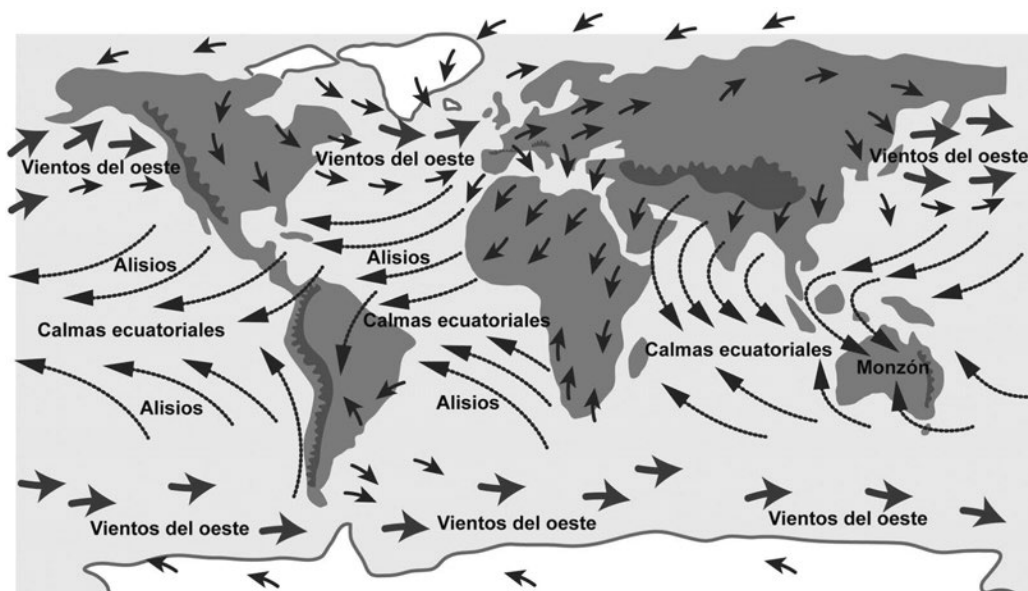 Vientos del oeste
Vientos del oeste
Vientos del oeste
Alisios
Alisios
Calmas ecuatoriales
Calmas ecuatoriales
Calmas ecuatoriales
Monzón
Alisios
Alisios
Vientos del oeste
Vientos del oeste
Vientos del oeste